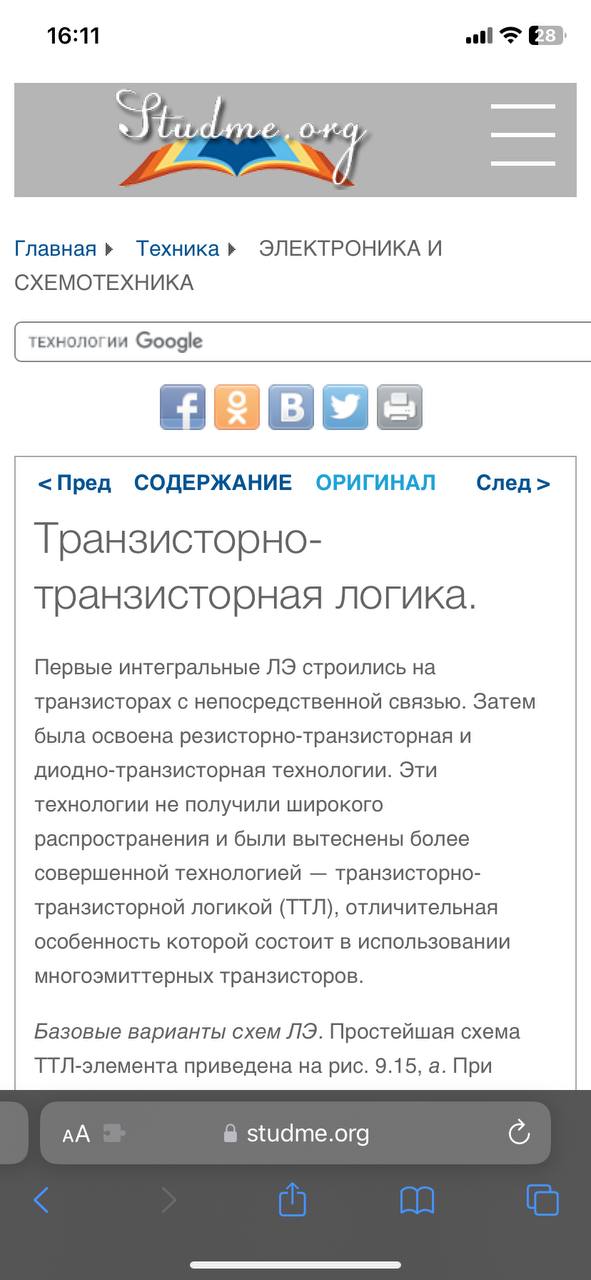 16:11
28
Studme.org
Главная Техника ЭЛЕКТРОНИКА И
СХЕМОТЕХНИКА
ТЕХНОЛОГИИ Google
< Пред СОДЕРЖАНИЕ ОРИГИНАЛ След >
Транзисторно-
транзисторная логика.
Первые интегральные ЛЭ строились на
транзисторах с непосредственной связью. Затем
была освоена резисторно-транзисторная и
диодно-транзисторная технологии. Эти
технологии не получили широкого
распространения и были вытеснены более
совершенной технологией — транзисторно-
транзисторной логикой (ТТЛ), отличительная
особенность которой состоит в использовании
многоэмиттерных транзисторов.
Базовые варианты схем ЛЭ. Простейшая схема
ТТЛ-элемента приведена на рис. 9.15, а. При
AA studme.org